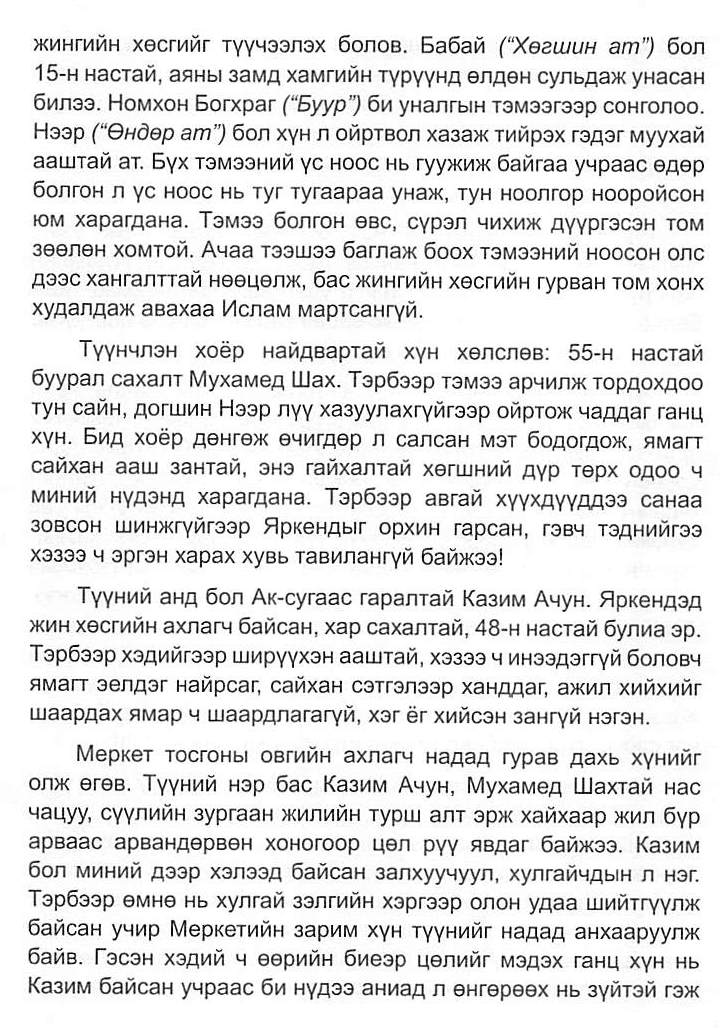 жингийн хөсгийг түүчээлэх болов. Бабай (“Хөгшин ат”) бол
15-н настай, аяны замд хамгийн түрүүнд өлдөн сульдаж унасан
билээ. Номхон Богхраг (“Буур”) би уналгын тэмээгээр сонголоо.
Нээр (“Өндөр ат”) бол хүн л ойртвол хазаж тийрэх гэдэг муухай
ааштай ат. Бүх тэмээний үс ноос нь гуужиж байгаа учраас өдөр
болгон л үс ноос нь туг тугаараа унаж, тун ноолгор нооройсон
юм харагдана. Тэмээ болгон өвс, сүрэл чихиж дүүргэсэн том
зөөлөн хомтой. Ачаа тээшээ баглаж боох тэмээний ноосон олс
дээс хангалттай нөөцөлж, бас жингийн хөсгийн гурван том хонх
худалдаж авахаа Ислам мартсангүй.
Түүнчлэн хоёр найдвартай хүн хөлслөв: 55-н настай
буурал сахалт Мухамед Шах. Тэрбээр тэмээ арчилж тордохдоо
тун сайн, догшин Нээр лүү хазуулахгүйгээр ойртож чаддаг ганц
хүн. Бид хоёр дөнгөж өчигдөр л салсан мэт бодогдож, ямагт
сайхан ааш зантай, энэ гайхалтай хөгшний дүр төрх одоо ч
миний нүдэнд харагдана. Тэрбээр авгай хүүхдүүддээ санаа
зовсон шинжгүйгээр Яркендыг орхин гарсан, гэвч тэднийгээ
хэзээ ч эргэн харах хувь тавилангүй байжээ!
Түүний анд бол Ак-сугаас гаралтай Казим Ачун. Яркендэд
жин хөсгийн ахлагч байсан, хар сахалтай, 48-н настай булиа эр.
Тэрбээр хэдийгээр ширүүхэн ааштай, хэзээ ч инээдэггүй боловч
ямагт эелдэг найрсаг, сайхан сэтгэлээр ханддаг, ажил хийхийг
шаардах ямар ч шаардлагагүй, хэг ёг хийсэн зангүй нэгэн.
Меркет тосгоны овгийн ахлагч надад гурав дахь хүнийг
олж өгөв. Түүний нэр бас Казим Ачун, Мухамед Шахтай нас
чацуу, сүүлийн зургаан жилийн турш алт эрж хайхаар жил бүр
арваас арвандөрвөн хоногоор цөл рүү явдаг байжээ. Казим
бол миний дээр хэлээд байсан залхуучуул, хулгайчдын л нэг.
Тэрбээр өмнө нь хулгай зэлгийн хэргээр олон удаа шийтгүүлж
байсан учир Меркетийн зарим хүн түүнийг надад анхааруулж
байв. Гэсэн хэдий ч өөрийн биеэр цөлийг мэдэх ганц хүн нь
Казим байсан учраас би нүдээ аниад л өнгөрөөх нь зүйтэй гэж